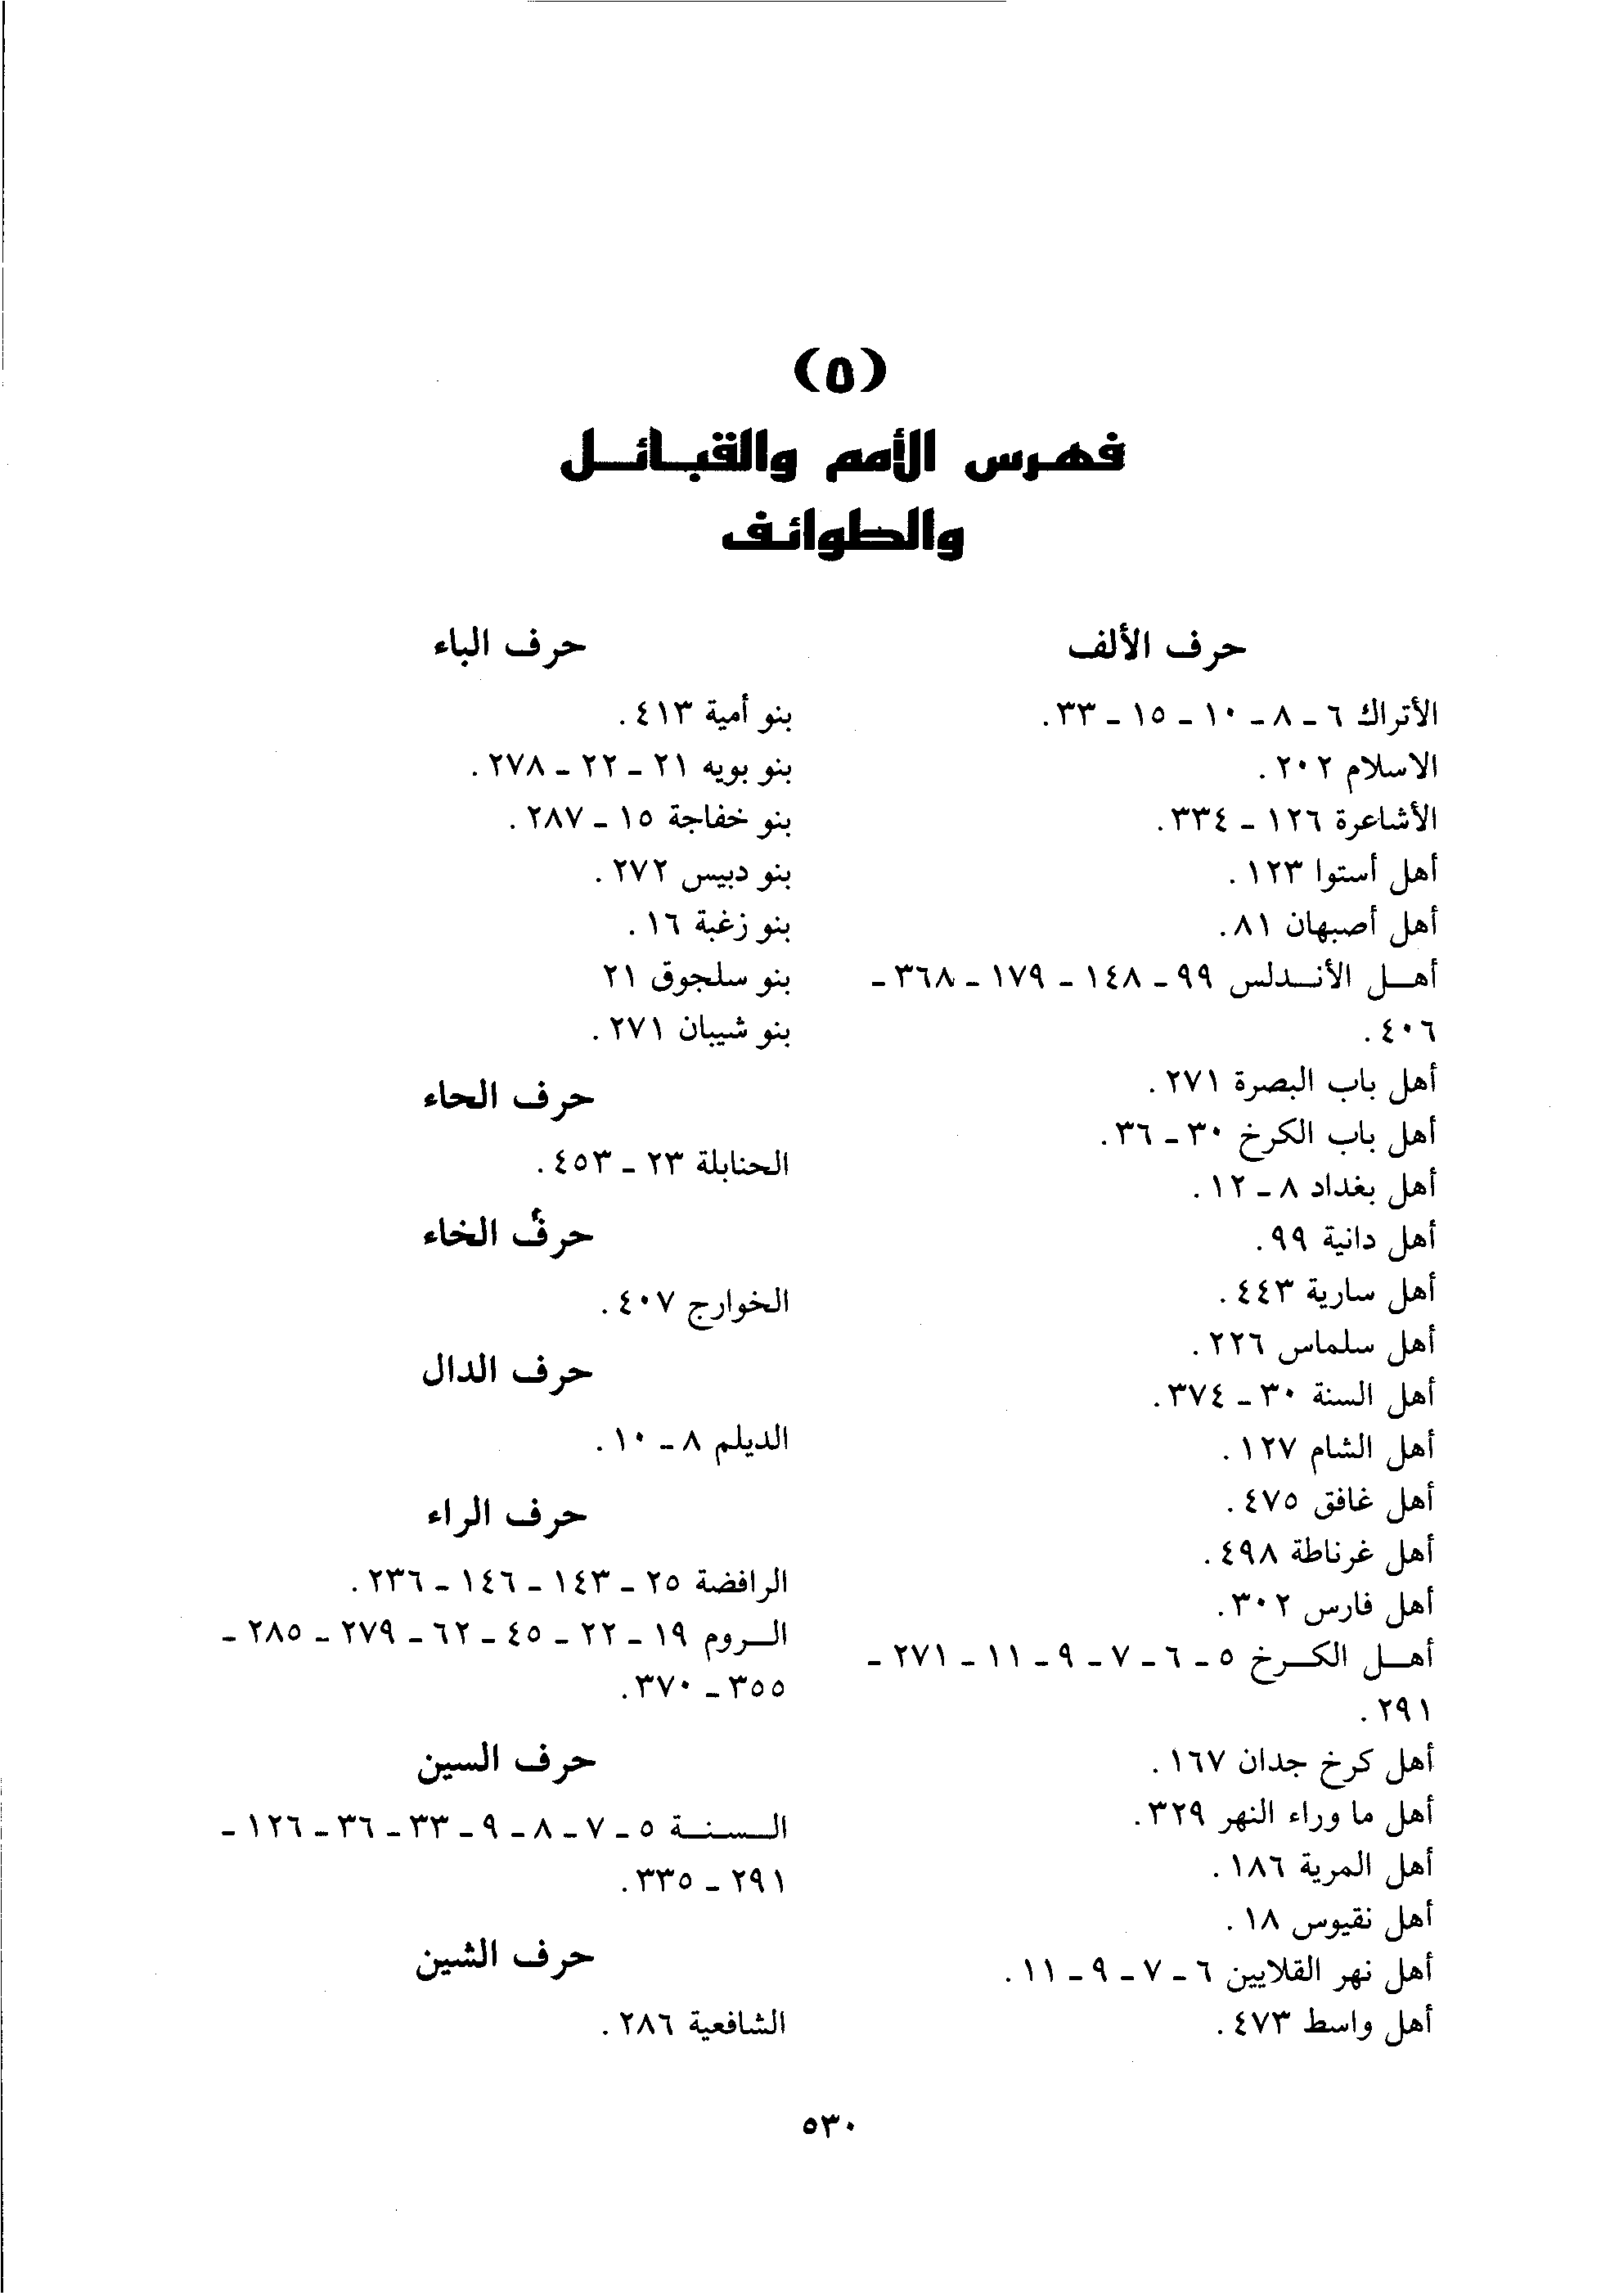 (٥)
فهرس الأمم والقبائل
والطوائف
حرف الألف
الأتراك ٦ - ٨ - ١٠ - ١٥ - ٣٣.
الاسلام ٢٠٢.
الأشاعرة ١٢٦ - ٣٣٤.
أهل أستوا ١٢٣.
أهل أصبهان ٨١.
أهل الأندلس ٩٩ - ١٤٨ - ١٧٩ - ٣٦٨ -
٤٠٦.
أهل باب البصرة ٢٧١.
أهل باب الكرخ ٣٠ - ٣٦.
أهل بغداد ٨ - ١٢.
أهل دانية ٩٩.
أهل سارية ٤٤٣.
أهل سلماس ٢٢٦.
أهل السنة ٣٠ - ٣٧٤.
أهل الشام ١٢٧.
أهل غافق ٤٧٥.
أهل غرناطة ٤٩٨.
أهل فارس ٣٠٢.
أهل الكرخ ٥ - ٦ - ٧ - ٩ - ١١ - ٢٧١ -
٢٩١.
أهل كرخ جدان ١٦٧.
أهل ما وراء النهر ٣٢٩.
أهل المرية ١٨٦.
أهل نقيوس ١٨.
أهل نهر القلايين ٦ - ٧ - ٩ - ١١.
أهل واسط ٤٧٣.
حرف الباء
بنو أمية ٤١٣.
بنو بويه ٢١ - ٢٢ - ٢٧٨.
بنو خفاجة ١٥ - ٢٨٧.
بنو دبيس ٢٧٢.
بنو زغبة ١٦.
بنو سلجوق ٢١
بنو شيبان ٢٧١.
حرف الحاء
الحنابلة ٢٣ - ٤٥٣.
حرف الخاء
الخوارج ٤٠٧.
حرف الدال
الديلم ٨ - ١٠.
حرف الراء
الرافضة ٢٥ - ١٤٣ - ١٤٦ - ٢٣٦.
الروم ١٩ - ٢٢ - ٤٥ - ٦٢ - ٢٧٩ - ٢٨٥ -
٣٥٥ - ٣٧٠.
حرف السين
السنة ٥ - ٧ - ٨ - ٩ - ٣٣ - ٣٦ - ١٢٦ -
٢٩١ - ٣٣٥.
حرف الشين
الشافعية ٢٨٦.
٥٣٠